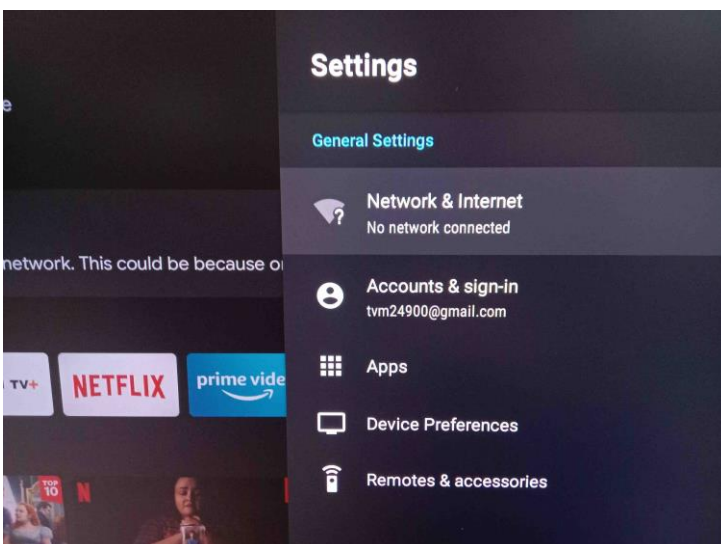 Settings
General Settings
Network & Internet
No network connected
network. This could be because
Accounts & sign-in
tvm24900@gmail.com
TV+
NETFLIX
prime vide
Apps
Device Preferences
TOP
10
N
Remotes & accessories